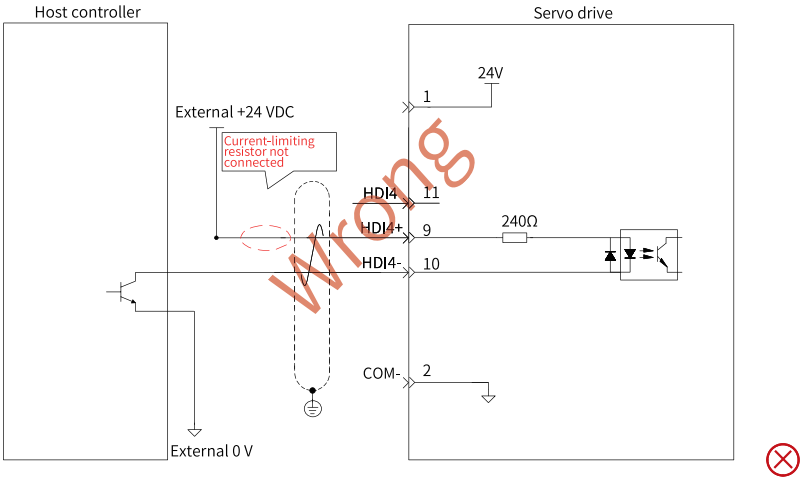 Host controller
Servo drive
24V
1
External +24 VDC
Current-limiting
resistor not
connected
HDI4
11
HDI4+
9
240Ω
HDI4-
10
Wrong
COM-
2
External 0 V